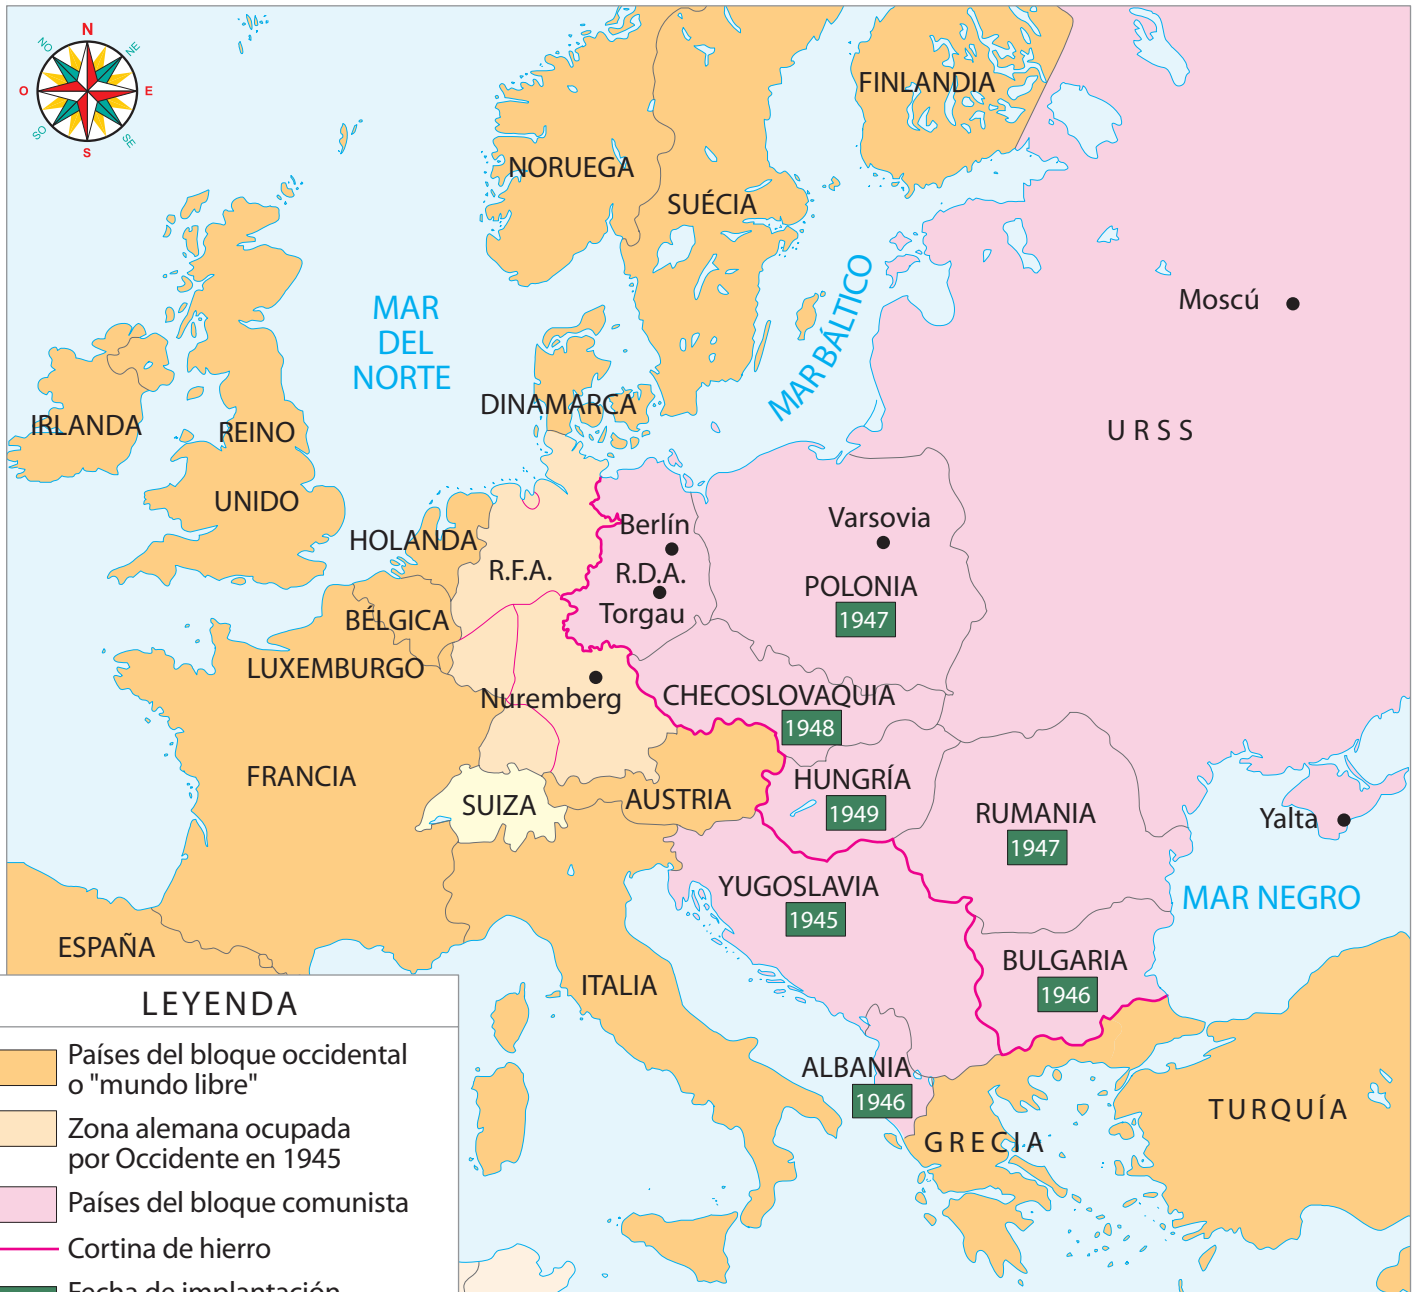 N
NO
NE
O
E
SO
SE
S
FINLANDIA
NORUEGA
SUÉCIA
MAR
DEL
NORTE
MAR BÁLTICO
Moscú
IRLANDA
REINO
UNIDO
DINAMARCA
URSS
HOLANDA
R.F.A.
Berlín
R.D.A.
Torgau
Varsovia
POLONIA
1947
BÉLGICA
LUXEMBURGO
Nuremberg
CHECOSLOVAQUIA
1948
FRANCIA
SUIZA
AUSTRIA
HUNGRÍA
1949
RUMANIA
1947
Yalta
YUGOSLAVIA
1945
MAR NEGRO
ESPAÑA
ITALIA
BULGARIA
1946
ALBANIA
1946
GRECIA
TURQUÍA
LEYENDA
Países del bloque occidental
o "mundo libre"
Zona alemana ocupada
por Occidente en 1945
Países del bloque comunista
Cortina de hierro
Fecha de implantación